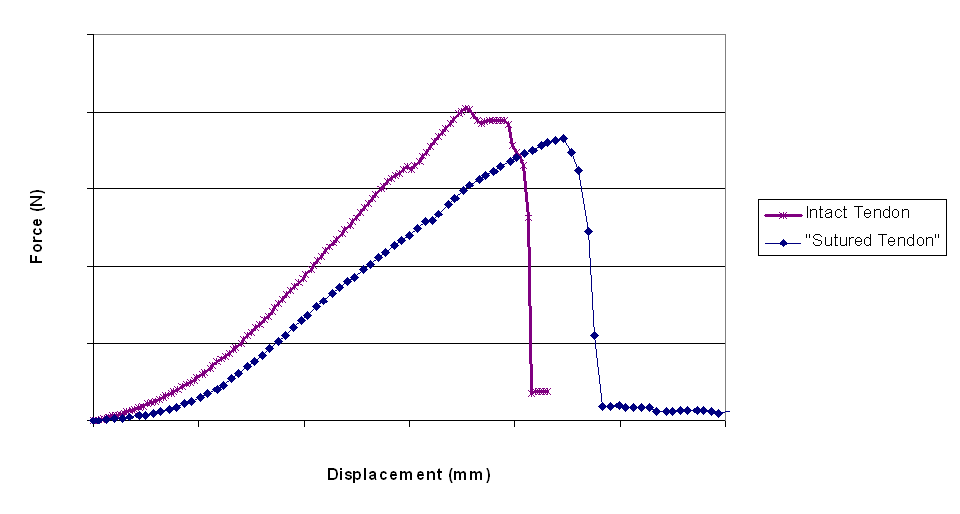 Force (N)
Intact Tendon
"Sutured Tendon"
Displacement (mm)